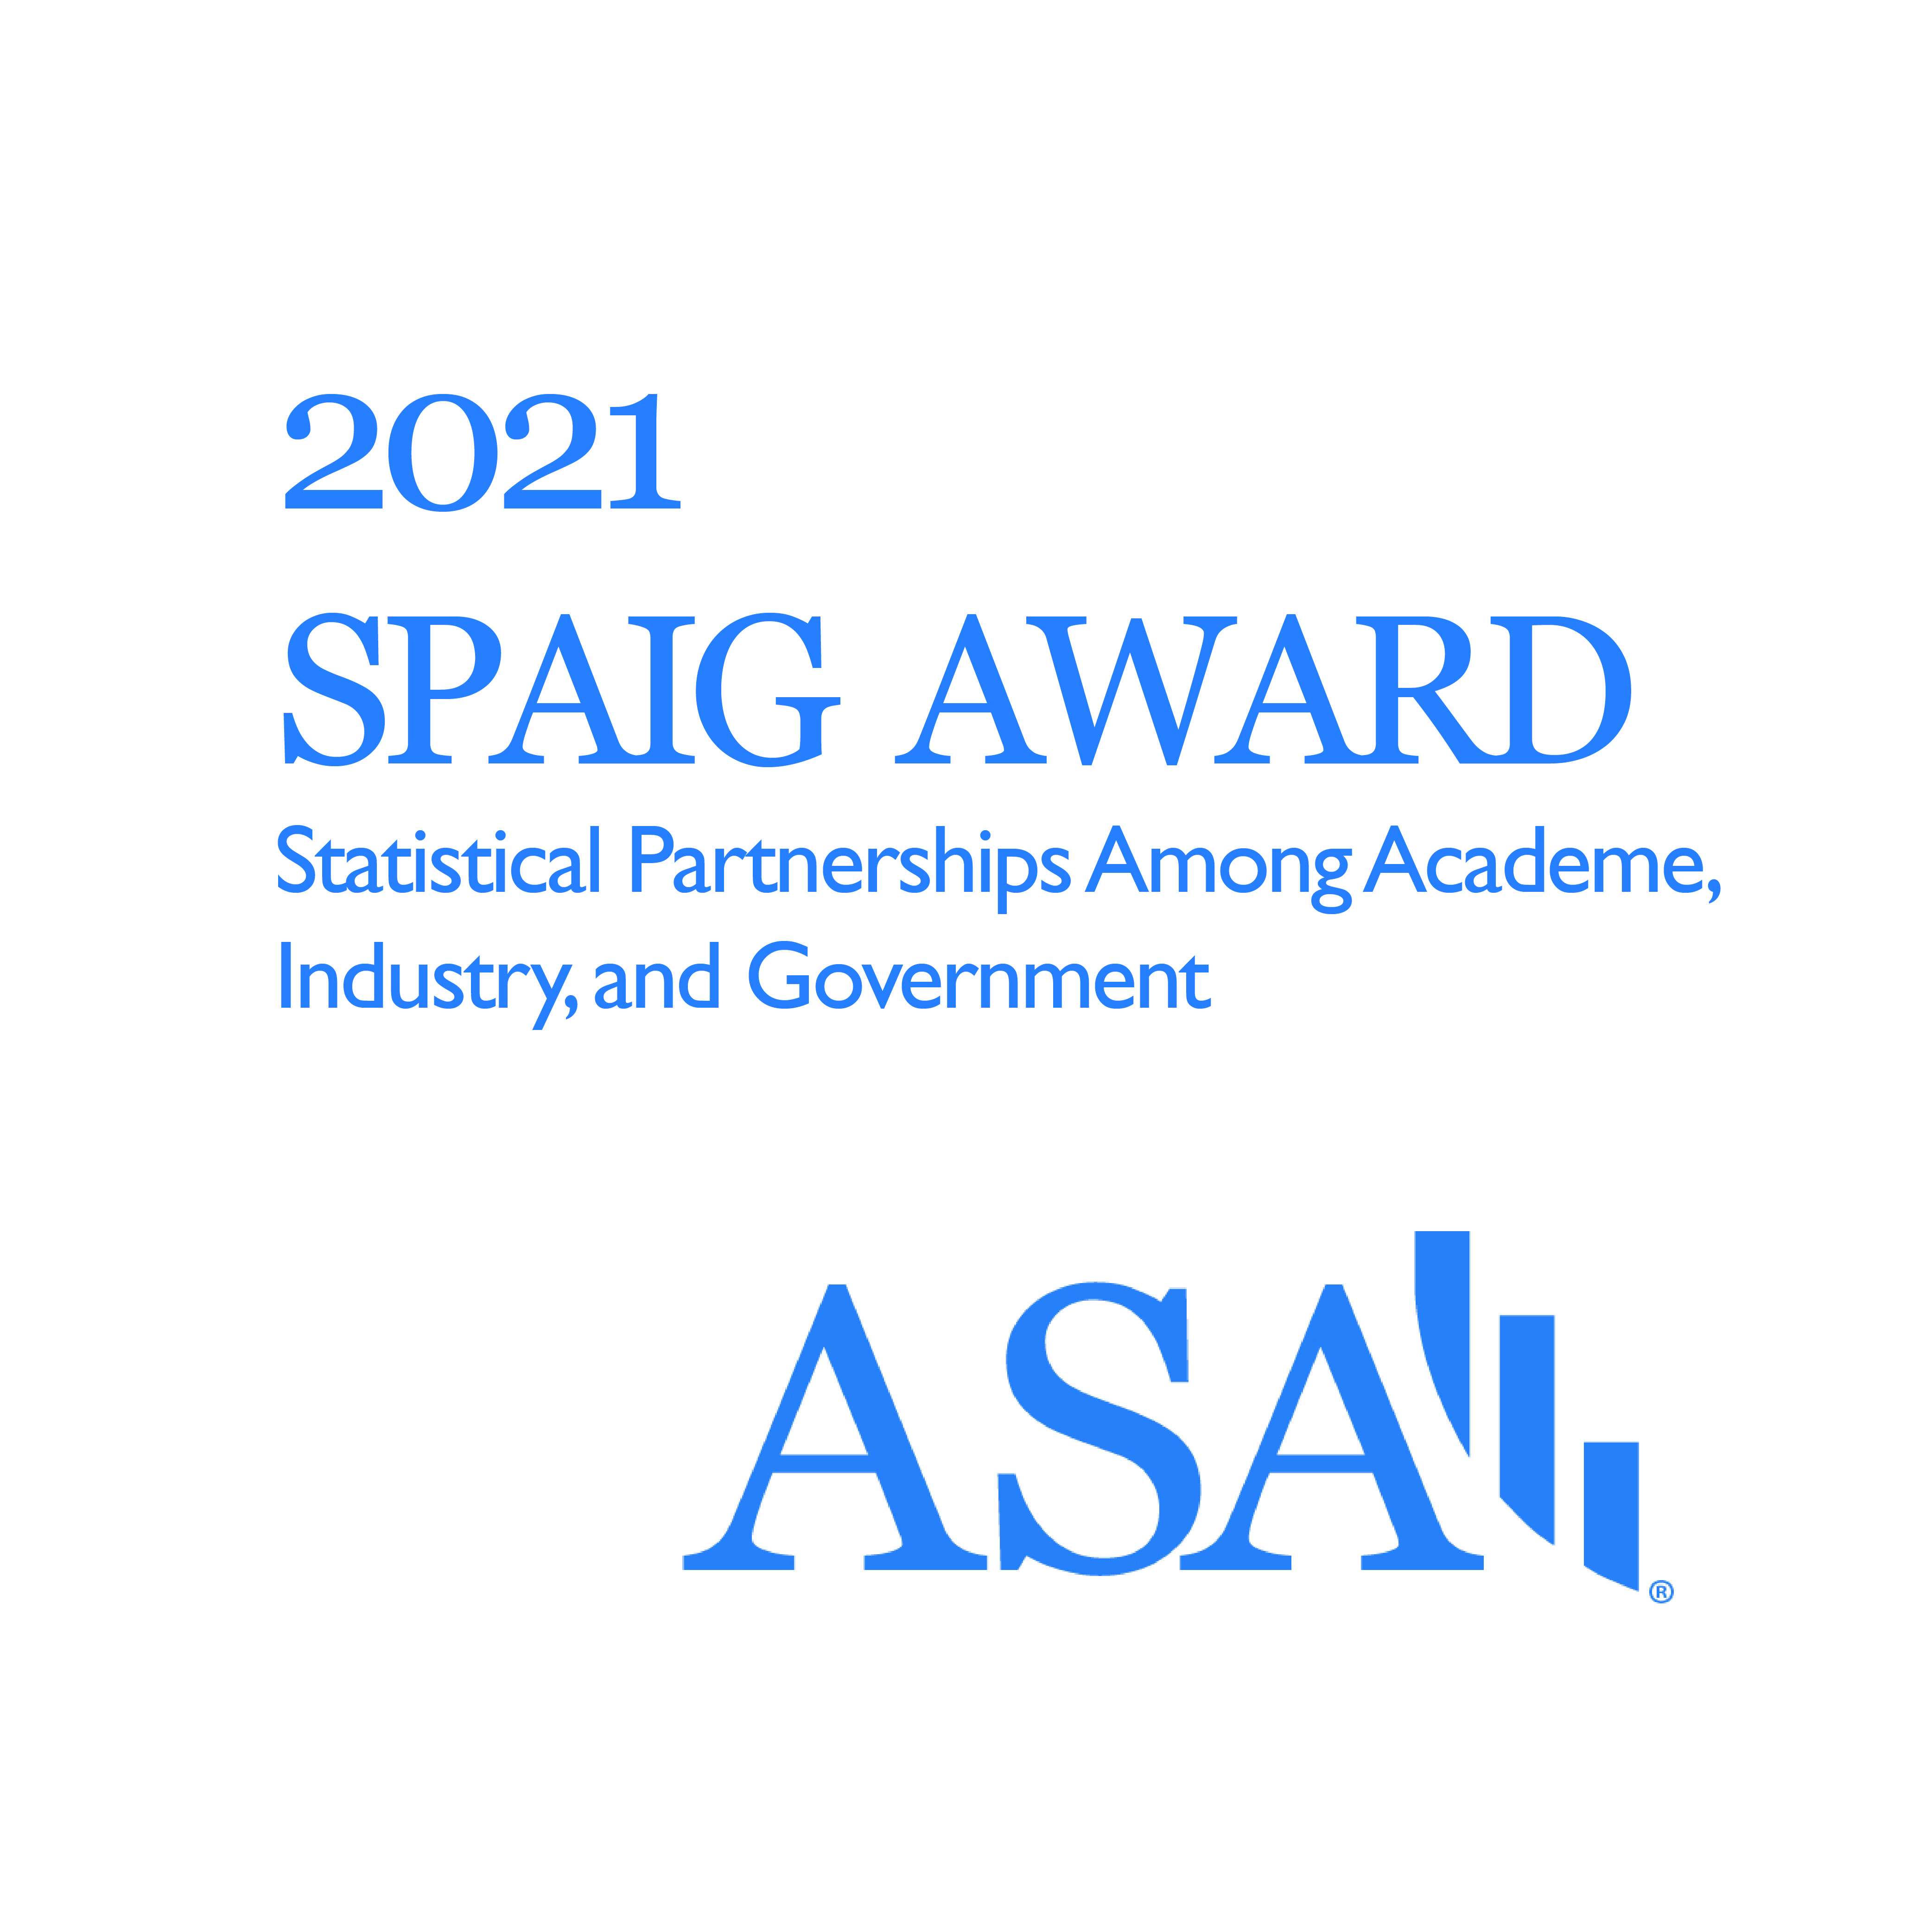 2021
SPAIG AWARD
Statistical Partnerships Among Academe,
Industry, and Government
ASA
®